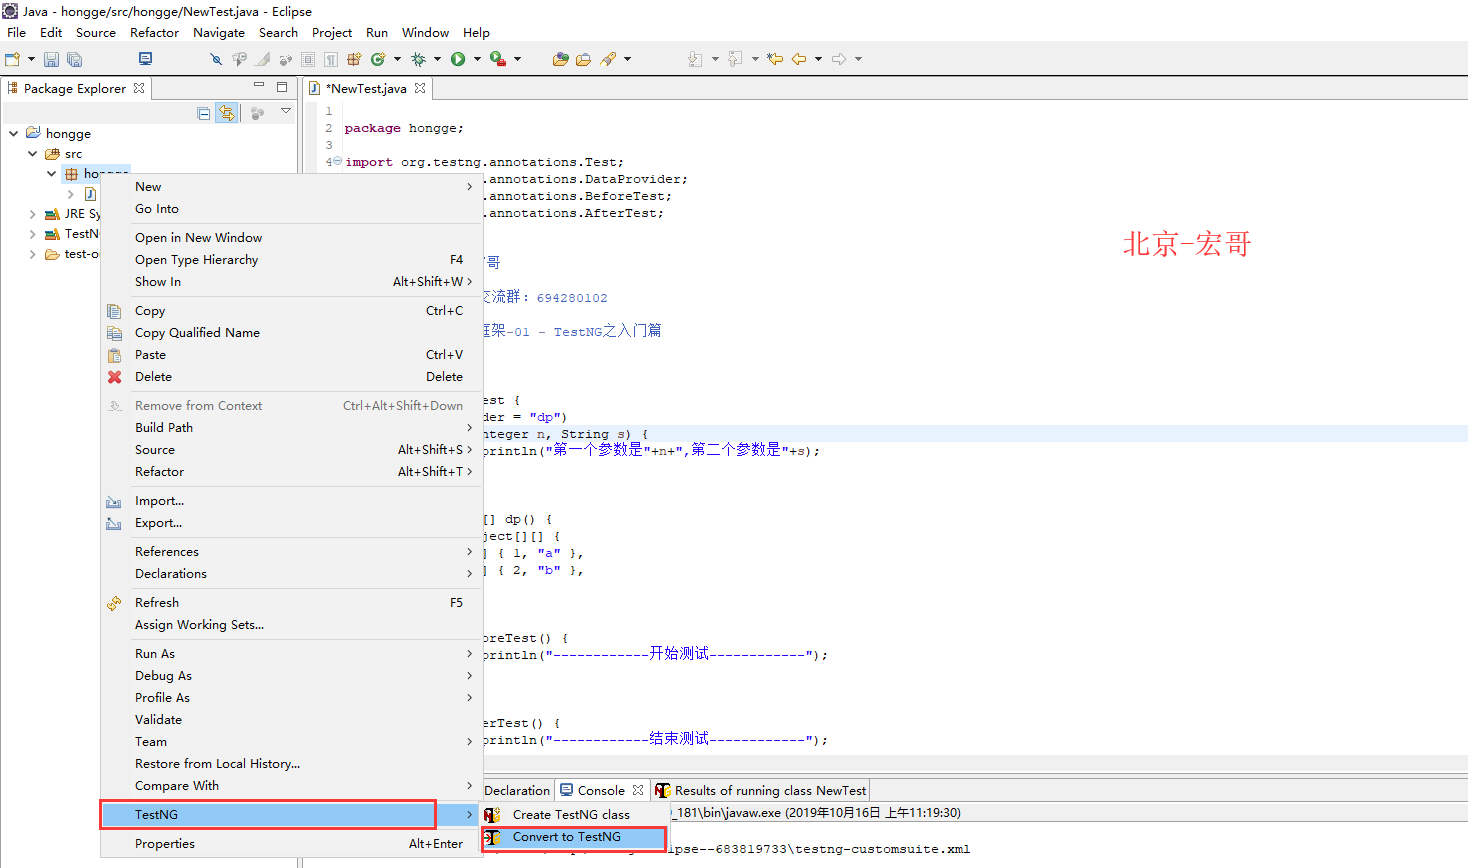 Java - hongge/src/hongge/NewTest.java - Eclipse
File Edit Source Refactor Navigate Search Project Run Window Help
Package Explorer
*NewTest.java
hongge
src
JRE Sy
TestN
test-o
1
2 package hongge;
3
4 import org.testng.annotations.Test;
.annotations.DataProvider;
.annotations.BeforeTest;
.annotations.AfterTest;
北京-宏哥
哥
交流群：694280102
框架-01 - TestNG之入门篇
est {
der = "dp")
nteger n, String s) {
println("第一个参数是"+n+",第二个参数是"+s);
[] dp() {
ject[][] {
] { 1, "a" },
] { 2, "b" },
oreTest() {
println("------------开始测试------------");
erTest() {
println("------------结束测试------------");
New
Go Into
Open in New Window
Open Type Hierarchy F4
Show In Alt+Shift+W
Copy Ctrl+C
Copy Qualified Name
Paste Ctrl+V
Delete Delete
Remove from Context Ctrl+Alt+Shift+Down
Build Path
Source Alt+Shift+S
Refactor Alt+Shift+T
Import...
Export...
References
Declarations
Refresh F5
Assign Working Sets...
Run As
Debug As
Profile As
Validate
Team
Restore from Local History...
Compare With
TestNG
Properties Alt+Enter
Create TestNG class
Convert to TestNG
Declaration Console Results of running class NewTest
_181\bin\javaw.exe (2019年10月16日 上午11:19:30)
lipse--683819733\testng-customsuite.xml